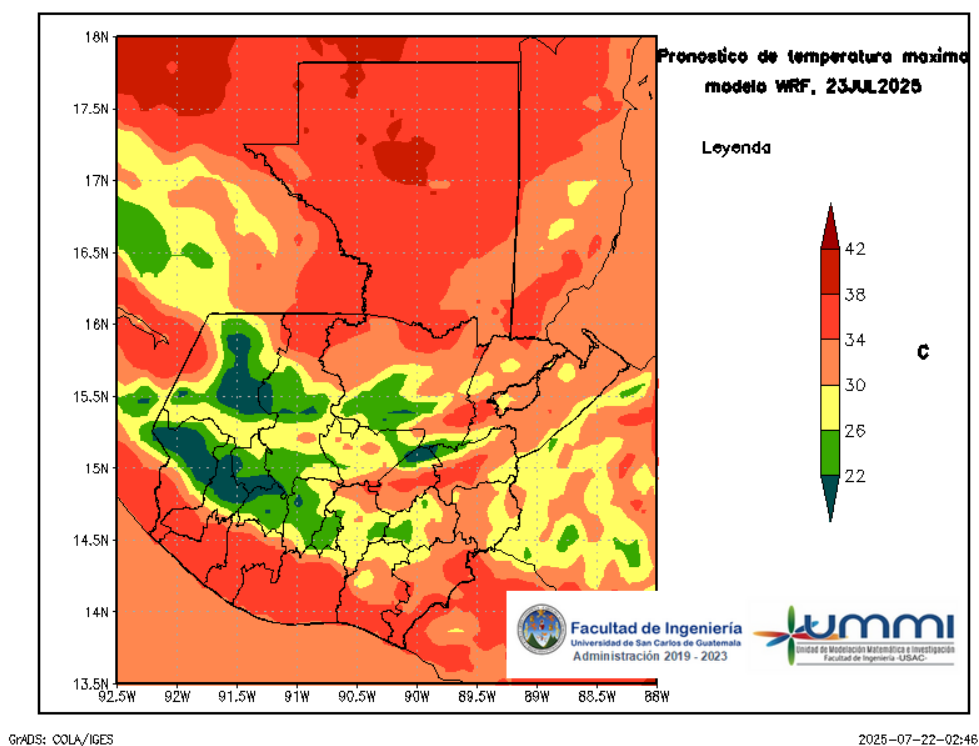 Pronostico de temperatura maxima
modelo WRF, 23JUL2025
Leyenda
18N
17.5N
17N
16.5N
16N
15.5N
15N
14.5N
14N
13.5N
92.5W 92W 91.5W 91W 90.5W 90W 89.5W 89W 88.5W 88W
42
38
34
30
26
22
C
Facultad de Ingeniería
Universidad de San Carlos de Guatemala
Administración 2019 - 2023
ummi
Unidad de Modelación Matemática e Investigación
Facultad de Ingeniería -USAC-
GrADS: COLA/IGES
2025-07-22-02:46